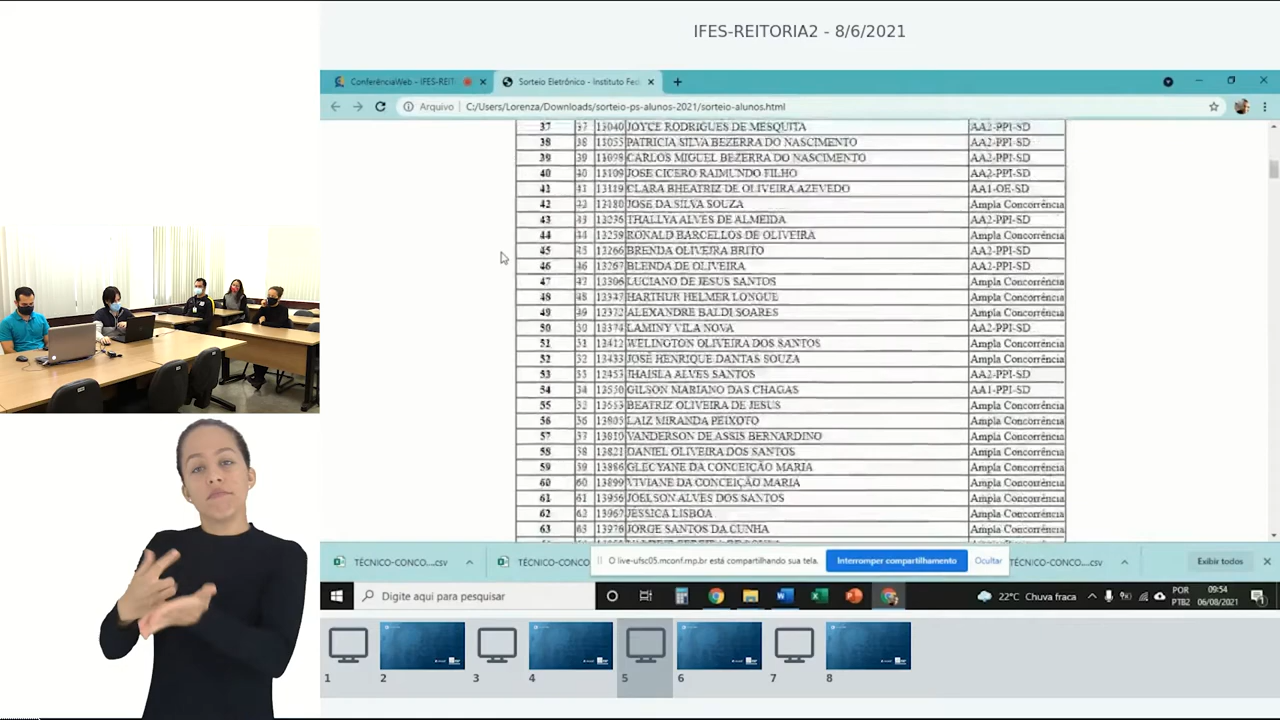 IFES-REITORIA2 - 8/6/2021
ConferênciaWeb - IFES-REIT
Sorteio Eletrônico - Instituto Fed
Arquivo C:/Users/Lorenza/Downloads/sorteio-ps-alunos-2021/sorteio-alunos.html
37 37 13040 JOYCE RODRIGUES DE MESQUITA AA2-PPI-SD
38 38 13055 PATRICIA SILVA BEZERRA DO NASCIMENTO AA2-PPI-SD
39 39 13098 CARLOS MIGUEL BEZERRA DO NASCIMENTO AA2-PPI-SD
40 40 13109 JOSE CICERO RAIMUNDO FILHO AA2-PPI-SD
41 41 13119 CLARA BHEATRIZ DE OLIVEIRA AZEVEDO AA1-OE-SD
42 42 13180 JOSE DA SILVA SOUZA Ampla Concorrência
43 43 13236 THALLYA ALVES DE ALMEIDA AA2-PPI-SD
44 44 13259 RONALD BARCELLOS DE OLIVEIRA Ampla Concorrência
45 45 13266 BRENDA OLIVEIRA BRITO AA2-PPI-SD
46 46 13267 BLENDA DE OLIVEIRA AA2-PPI-SD
47 47 13306 LUCIANO DE JESUS SANTOS Ampla Concorrência
48 48 13347 HARTHUR HELMER LONGUE Ampla Concorrência
49 49 13372 ALEXANDRE BALDI SOARES Ampla Concorrência
50 50 13374 LAMINY VILA NOVA AA2-PPI-SD
51 51 13412 WELINGTON OLIVEIRA DOS SANTOS Ampla Concorrência
52 52 13433 JOSÉ HENRIQUE DANTAS SOUZA Ampla Concorrência
53 53 JHAISLA ALVES SANTOS AA2-PPI-SD
54 54 13550 GILSON MARIANO DAS CHAGAS AA1-PPI-SD
55 55 13553 BEATRIZ OLIVEIRA DE JESUS Ampla Concorrência
56 56 13805 LAIZ MIRANDA PEIXOTO Ampla Concorrência
57 57 13810 VANDERSON DE ASSIS BERNARDINO Ampla Concorrência
58 58 13821 DANIEL OLIVEIRA DOS SANTOS Ampla Concorrência
59 59 13886 GLECYANE DA CONCEIÇÃO MARIA Ampla Concorrência
60 60 13899 VIVIANE DA CONCEIÇÃO MARIA Ampla Concorrência
61 61 13956 JOELSON ALVES DOS SANTOS Ampla Concorrência
62 62 13967 JÉSSICA LISBOA Ampla Concorrência
63 63 13976 JORGE SANTOS DA CUNHA Ampla Concorrência
TÉCNICO-CONCO....csv
TÉCNICO-CONCO
O live-ufsc05.mconf.rnp.br está compartilhando sua tela.
Interromper compartilhamento
Ocultar
TÉCNICO-CONCO....csv
Exibir todos
Digite aqui para pesquisar
22°C Chuva fraca
POR
PTB2
09:54
06/08/2021
1
1 2 3 4 5 6 7 8